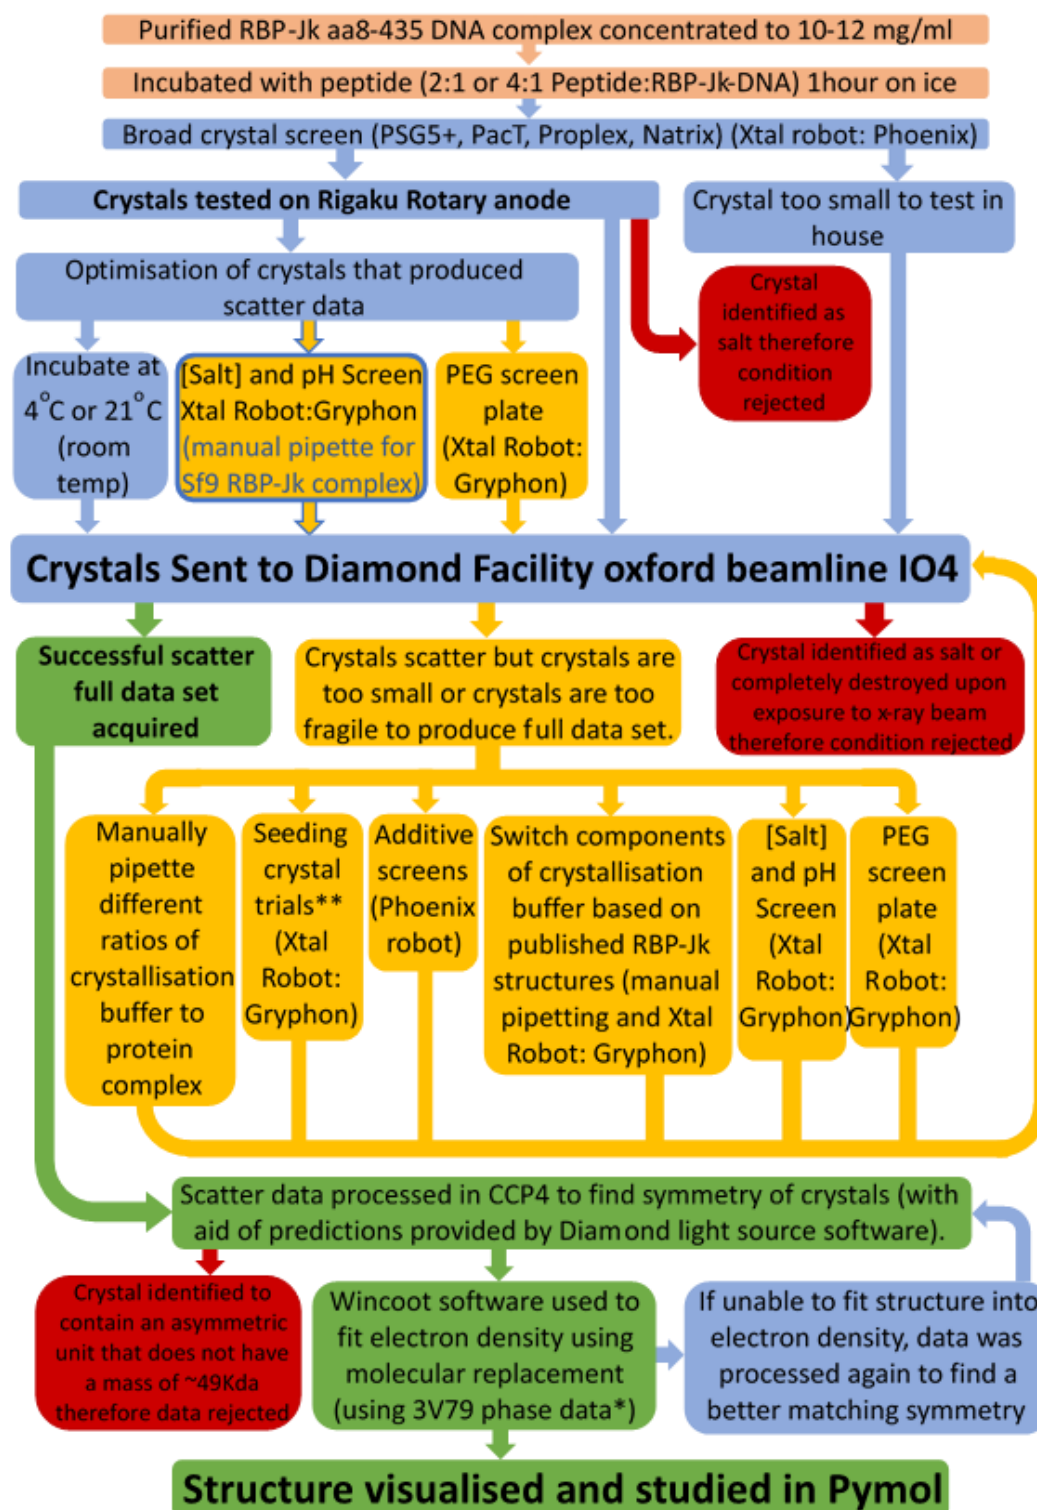 Purified RBP-Jk aa8-435 DNA complex concentrated to 10-12 mg/ml
Incubated with peptide (2:1 or 4:1 Peptide:RBP-Jk-DNA) 1hour on ice
Broad crystal screen (PSG5+, PacT, Proplex, Natrix) (Xtal robot: Phoenix)
Crystals tested on Rigaku Rotary anode
Crystal too small to test in
house
Optimisation of crystals that produced
scatter data
Crystal
identified as
salt therefore
condition
rejected
Incubate at
4°C or 21°C
(room
temp)
[Salt] and pH Screen
Xtal Robot:Gryphon
(manual pipette for
Sf9 RBP-Jk complex)
PEG screen
plate
(Xtal Robot:
Gryphon)
Crystals Sent to Diamond Facility oxford beamline IO4
Successful scatter
full data set
acquired
Crystals scatter but crystals are
too small or crystals are too
fragile to produce full data set.
Crystal identified as salt or
completely destroyed upon
exposure to x-ray beam
therefore condition rejected
Manually
pipette
different
ratios of
crystallisation
buffer to
protein
complex
Seeding
crystal
trials**
(Xtal
Robot:
Gryphon)
Additive
screens
(Phoenix
robot)
Switch components
of crystallisation
buffer based on
published RBP-Jk
structures (manual
pipetting and Xtal
Robot: Gryphon)
[Salt]
and pH
Screen
(Xtal
Robot:
Gryphon)
PEG
screen
plate
(Xtal
Robot:
Gryphon)
Scatter data processed in CCP4 to find symmetry of crystals (with
aid of predictions provided by Diamond light source software).
Crystal identified to
contain an asymmetric
unit that does not have
a mass of ~49Kda
therefore data rejected
Wincoot software used to
fit electron density using
molecular replacement
(using 3V79 phase data*)
If unable to fit structure into
electron density, data was
processed again to find a
better matching symmetry
Structure visualised and studied in Pymol